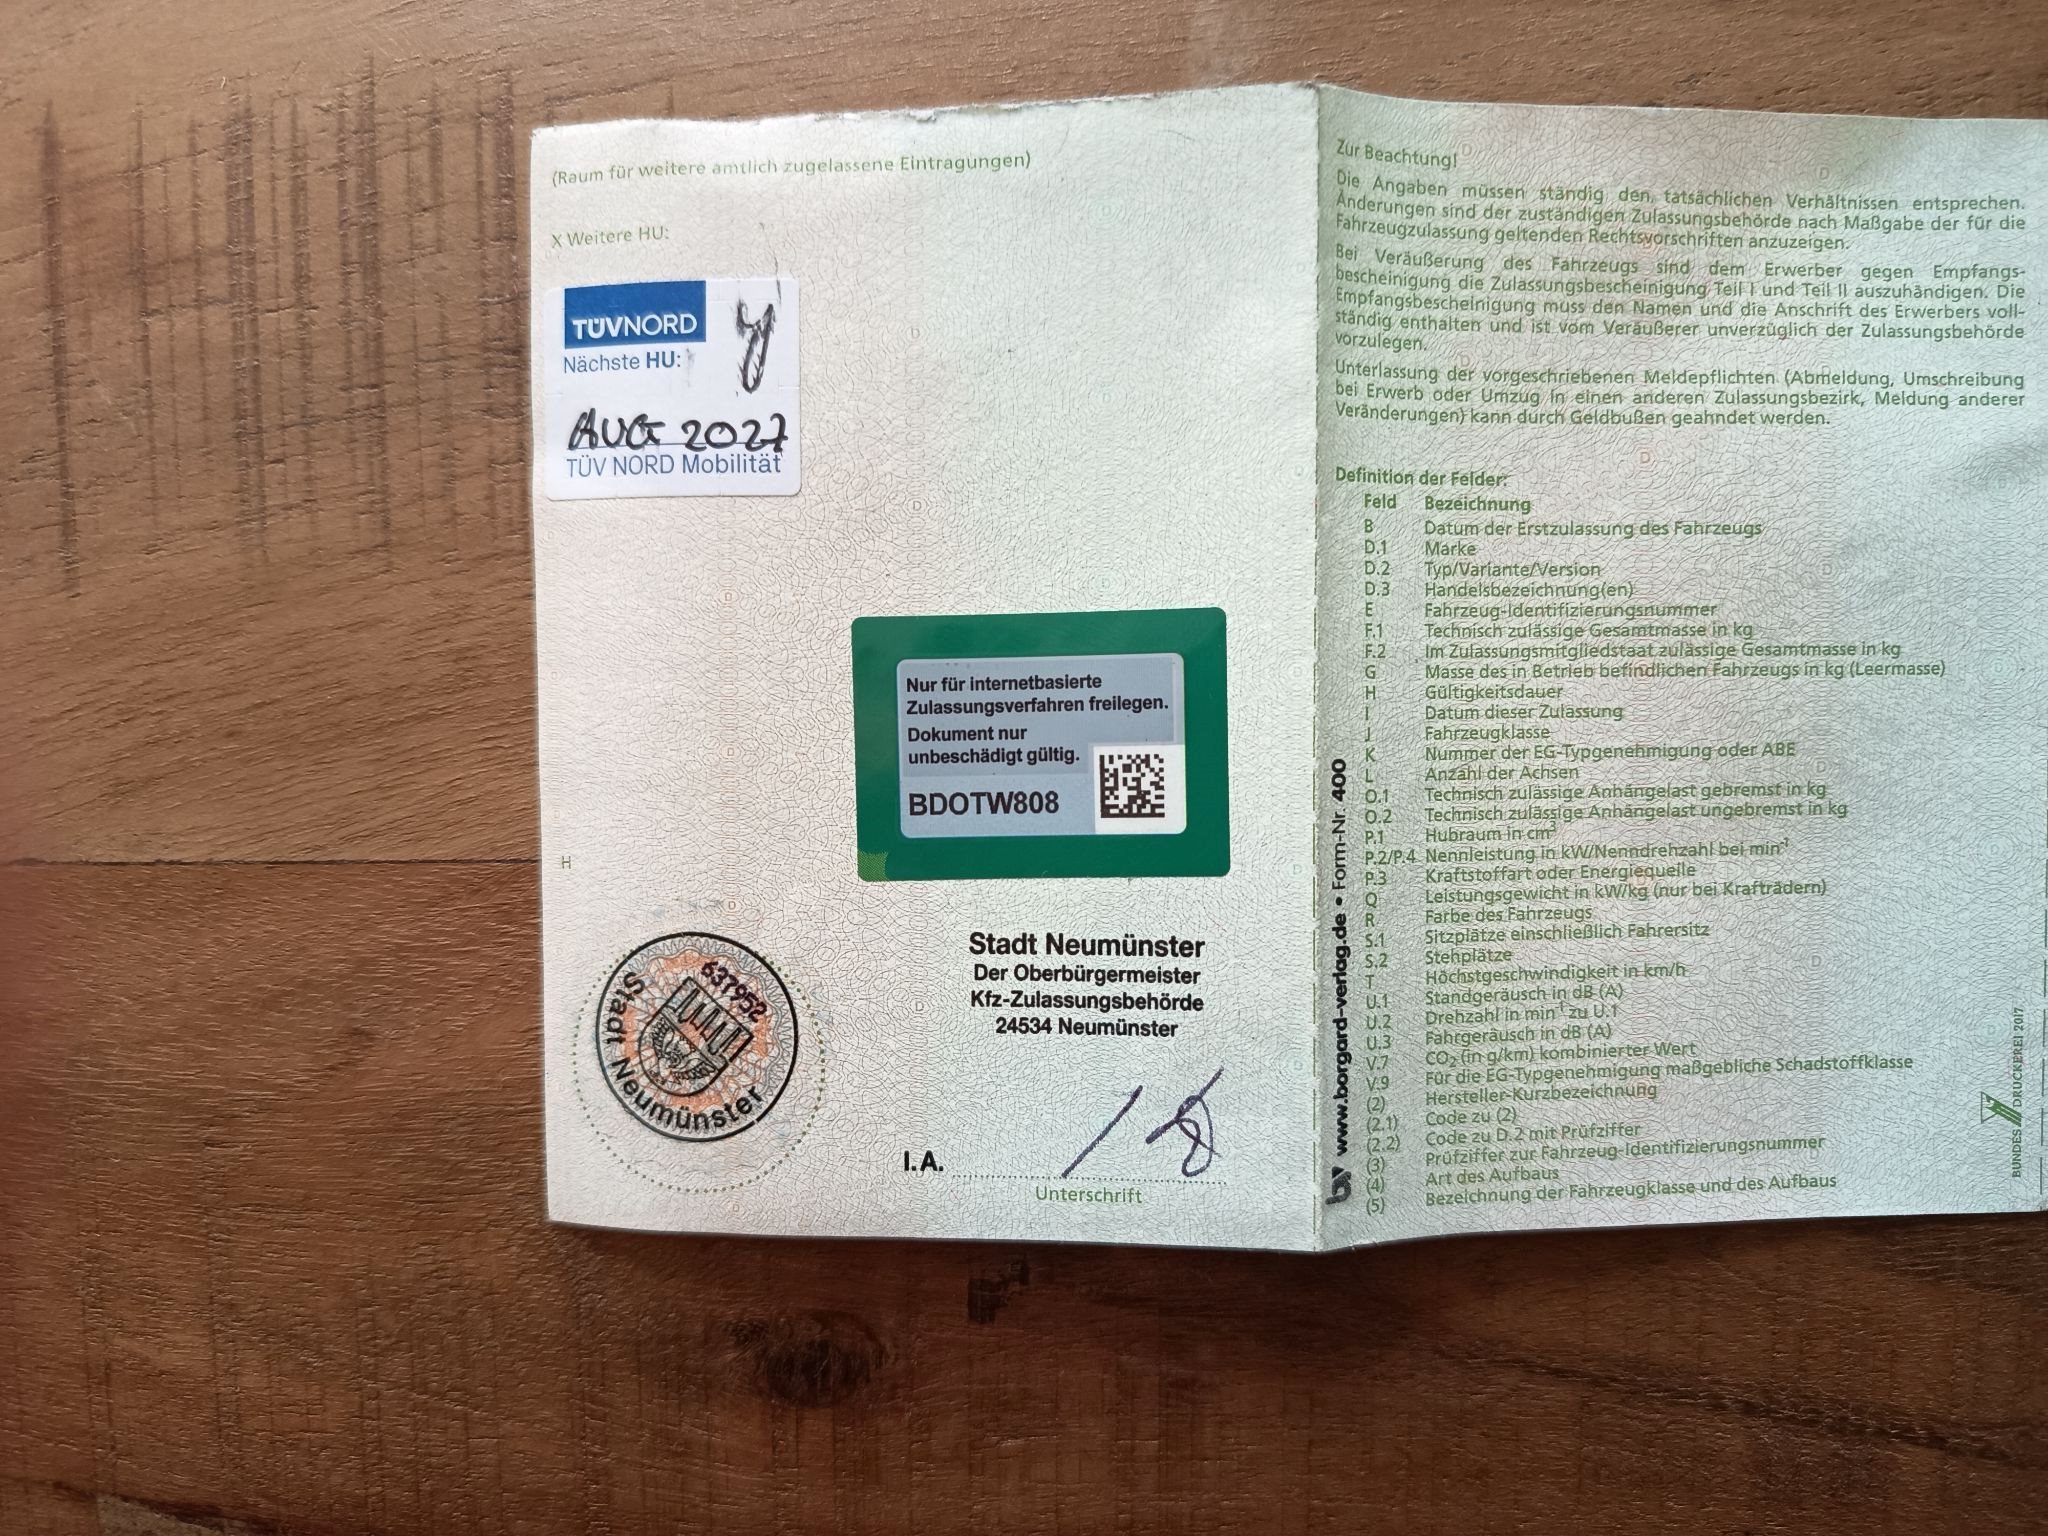 (Raum für weitere amtlich zugelassene Eintragungen)
X Weitere HU:
TÜVNORD
Nächste HU:
AUG 2027
TÜV NORD Mobilität
Nur für internetbasierte
Zulassungsverfahren freilegen.
Dokument nur
unbeschädigt gültig.
BDOTW808
H
637952
Stadt Neumünster
Stadt Neumünster
Der Oberbürgermeister
Kfz-Zulassungsbehörde
24534 Neumünster
I.A.
Unterschrift
Zur Beachtung!
Die Angaben müssen ständig den tatsächlichen Verhältnissen entsprechen.
Änderungen sind der zuständigen Zulassungsbehörde nach Maßgabe der für die
Fahrzeugzulassung geltenden Rechtsvorschriften anzuzeigen.
Bei Veräußerung des Fahrzeugs sind dem Erwerber gegen Empfangs-
bescheinigung die Zulassungsbescheinigung Teil I und Teil II auszuhändigen. Die
Empfangsbescheinigung muss den Namen und die Anschrift des Erwerbers voll-
ständig enthalten und ist vom Veräußerer unverzüglich der Zulassungsbehörde
vorzulegen.
Unterlassung der vorgeschriebenen Meldepflichten (Abmeldung, Umschreibung
bei Erwerb oder Umzug in einen anderen Zulassungsbezirk, Meldung anderer
Veränderungen) kann durch Geldbußen geahndet werden.
Definition der Felder:
Feld Bezeichnung
B Datum der Erstzulassung des Fahrzeugs
D.1 Marke
D.2 Typ/Variante/Version
D.3 Handelsbezeichnung(en)
E Fahrzeug-Identifizierungsnummer
F.1 Technisch zulässige Gesamtmasse in kg
F.2 Im Zulassungsmitgliedstaat zulässige Gesamtmasse in kg
G Masse des in Betrieb befindlichen Fahrzeugs in kg (Leermasse)
H Gültigkeitsdauer
I Datum dieser Zulassung
J Fahrzeugklasse
K Nummer der EG-Typgenehmigung oder ABE
L Anzahl der Achsen
O.1 Technisch zulässige Anhängelast gebremst in kg
O.2 Technisch zulässige Anhängelast ungebremst in kg
P.1 Hubraum in cm³
P.2/P.4 Nennleistung in kW/Nenndrehzahl bei min⁻¹
P.3 Kraftstoffart oder Energiequelle
Q Leistungsgewicht in kW/kg (nur bei Krafträdern)
R Farbe des Fahrzeugs
S.1 Sitzplätze einschließlich Fahrersitz
S.2 Stehplätze
T Höchstgeschwindigkeit in km/h
U.1 Standgeräusch in dB (A)
U.2 Drehzahl in min⁻¹ zu U.1
U.3 Fahrgeräusch in dB (A)
V.7 CO₂ (in g/km) kombinierter Wert
V.9 Für die EG-Typgenehmigung maßgebliche Schadstoffklasse
(2) Hersteller-Kurzbezeichnung
(2.1) Code zu (2)
(2.2) Code zu D.2 mit Prüfziffer
(3) Prüfziffer zur Fahrzeug-Identifizierungsnummer
(4) Art des Aufbaus
(5) Bezeichnung der Fahrzeugklasse und des Aufbaus
bv www.borgard-verlag.de • Form-Nr. 400
BUNDESDRUCKEREI 2017